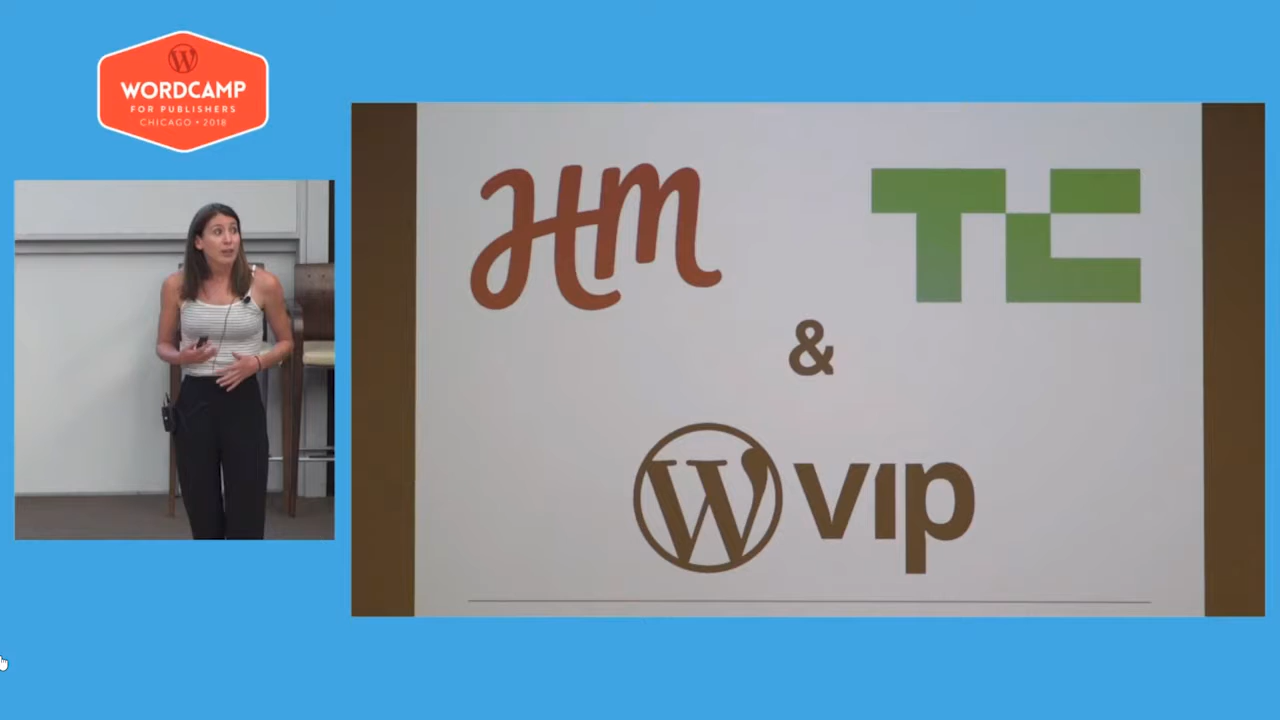 WORDCAMP
FOR PUBLISHERS
CHICAGO • 2018
Hm
TC
&
W vip